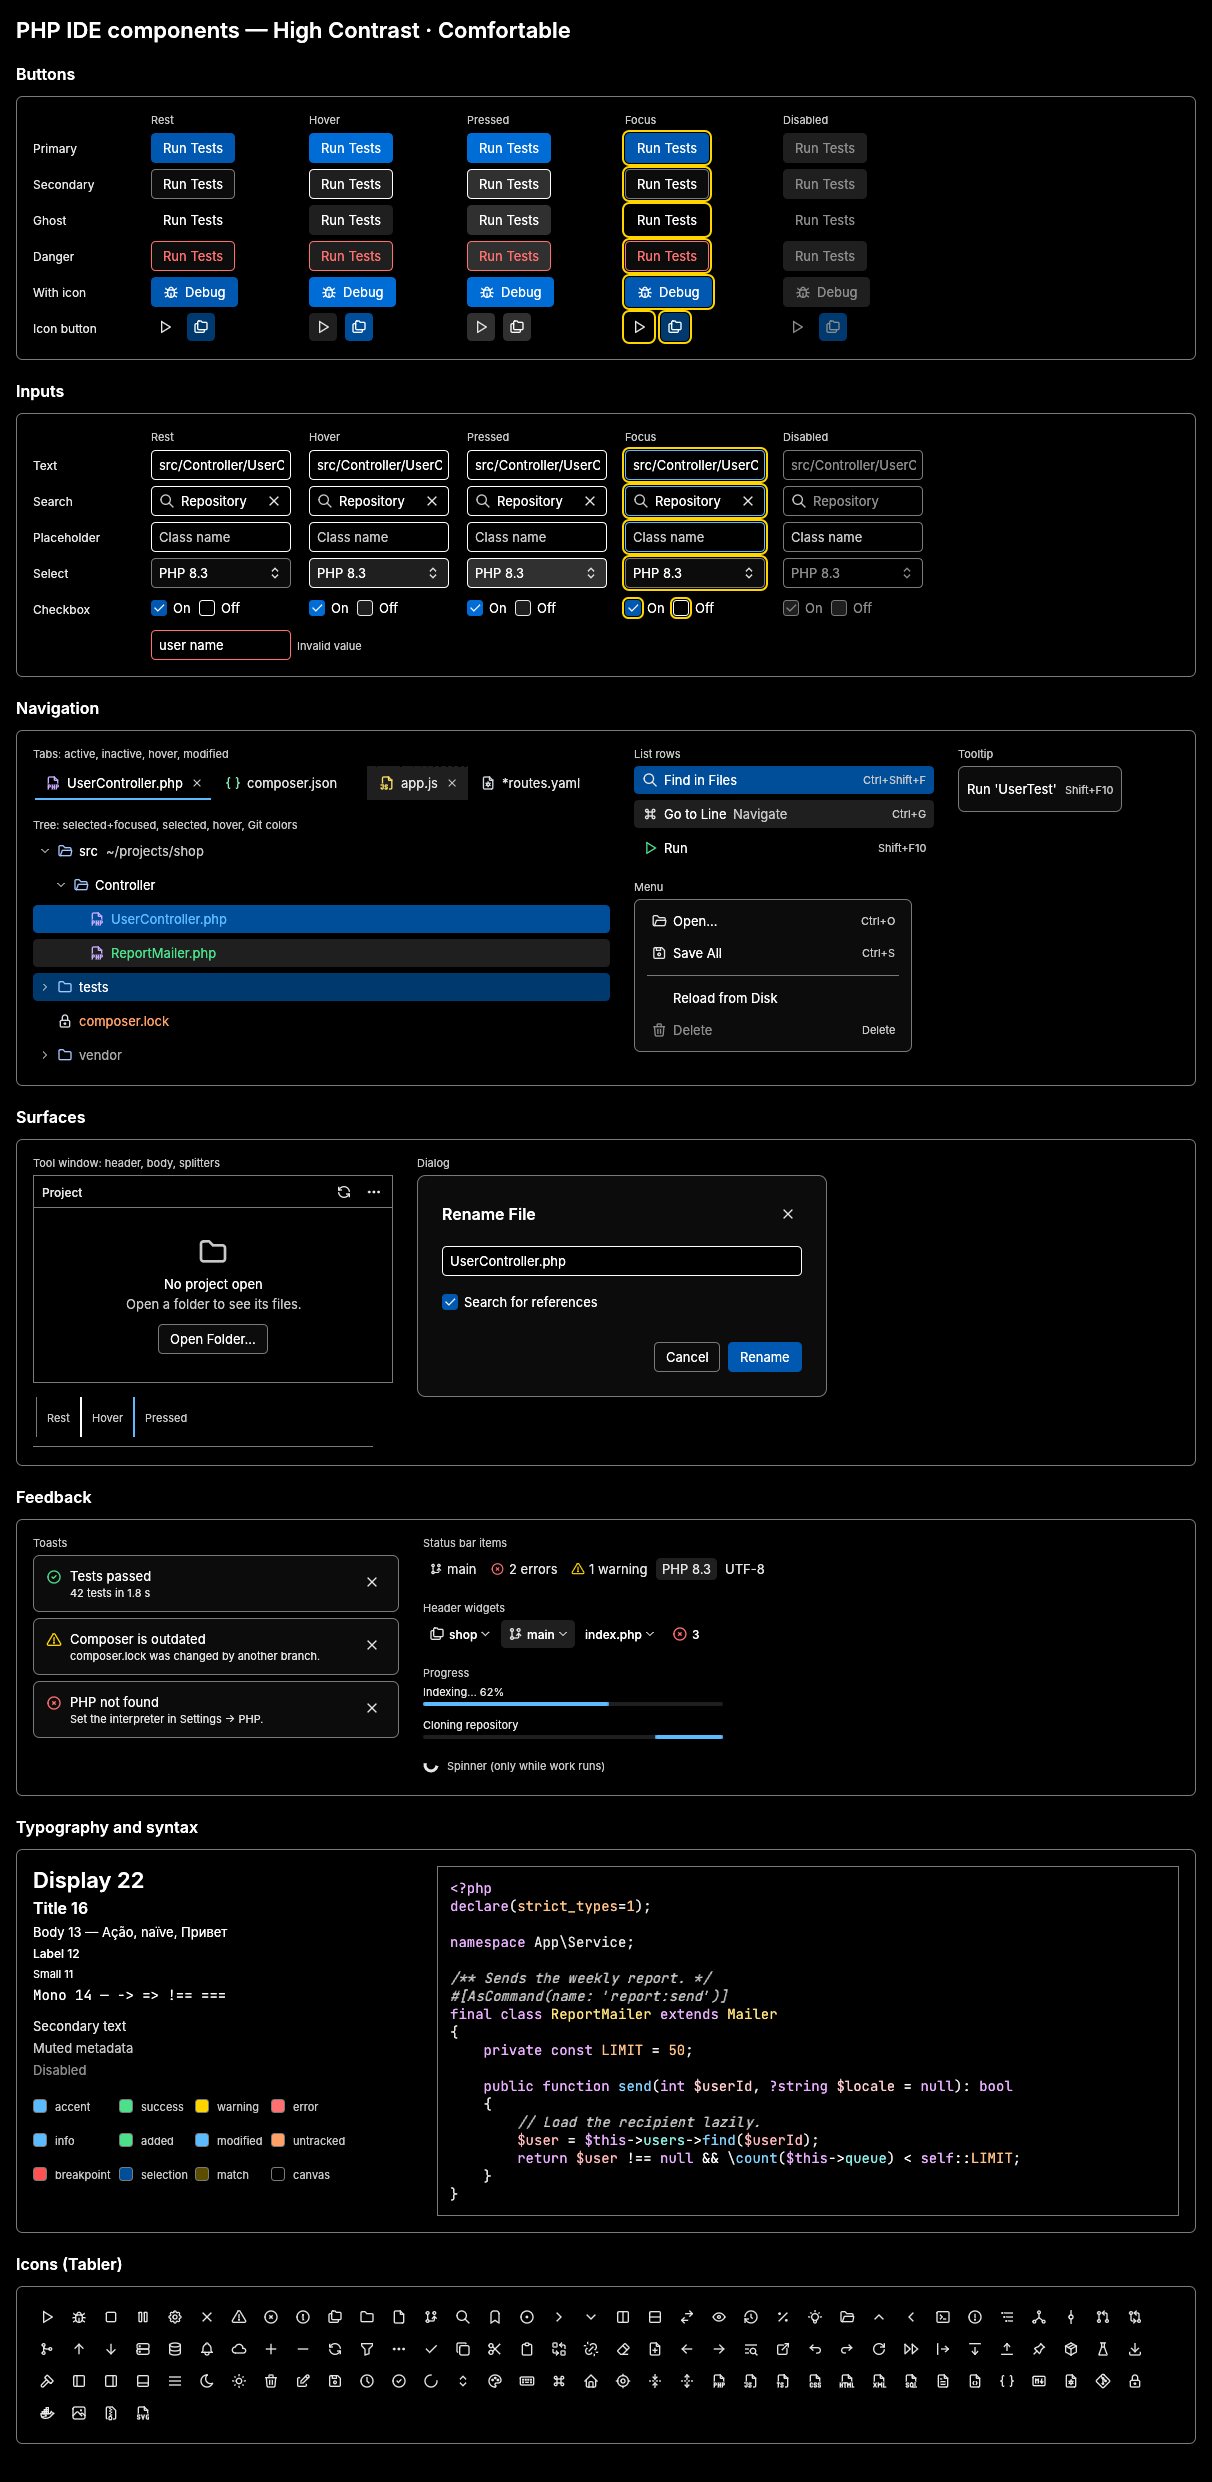 PHP IDE components — High Contrast · Comfortable
Buttons
Rest Hover Pressed Focus Disabled
Primary Run Tests Run Tests Run Tests Run Tests Run Tests
Secondary Run Tests Run Tests Run Tests Run Tests Run Tests
Ghost Run Tests Run Tests Run Tests Run Tests Run Tests
Danger Run Tests Run Tests Run Tests Run Tests Run Tests
With icon Debug Debug Debug Debug Debug
Icon button
Inputs
Rest Hover Pressed Focus Disabled
Text src/Controller/UserC src/Controller/UserC src/Controller/UserC src/Controller/UserC src/Controller/UserC
Search Repository Repository Repository Repository Repository
Placeholder Class name Class name Class name Class name Class name
Select PHP 8.3 PHP 8.3 PHP 8.3 PHP 8.3 PHP 8.3
Checkbox On Off On Off On Off On Off On Off
user name Invalid value
Navigation
Tabs: active, inactive, hover, modified
UserController.php composer.json app.js *routes.yaml
Tree: selected+focused, selected, hover, Git colors
src ~/projects/shop
Controller
UserController.php
ReportMailer.php
tests
composer.lock
vendor
List rows
Find in Files Ctrl+Shift+F
Go to Line Navigate Ctrl+G
Run Shift+F10
Menu
Open... Ctrl+O
Save All Ctrl+S
Reload from Disk
Delete Delete
Tooltip
Run 'UserTest' Shift+F10
Surfaces
Tool window: header, body, splitters
Project
No project open
Open a folder to see its files.
Open Folder...
Rest Hover Pressed
Dialog
Rename File
UserController.php
Search for references
Cancel Rename
Feedback
Toasts
Tests passed
42 tests in 1.8 s
Composer is outdated
composer.lock was changed by another branch.
PHP not found
Set the interpreter in Settings → PHP.
Status bar items
main 2 errors 1 warning PHP 8.3 UTF-8
Header widgets
shop main index.php 3
Progress
Indexing... 62%
Cloning repository
Spinner (only while work runs)
Typography and syntax
Display 22
Title 16
Body 13 — Ação, naïve, Привет
Label 12
Small 11
Mono 14 — -> => !== ===
Secondary text
Muted metadata
Disabled
accent success warning error
info added modified untracked
breakpoint selection match canvas
<?php
declare(strict_types=1);
namespace App\Service;
/** Sends the weekly report. */
#[AsCommand(name: 'report:send')]
final class ReportMailer extends Mailer
{
private const LIMIT = 50;
public function send(int $userId, ?string $locale = null): bool
{
// Load the recipient lazily.
$user = $this->users->find($userId);
return $user !== null && \count($this->queue) < self::LIMIT;
}
}
Icons (Tabler)